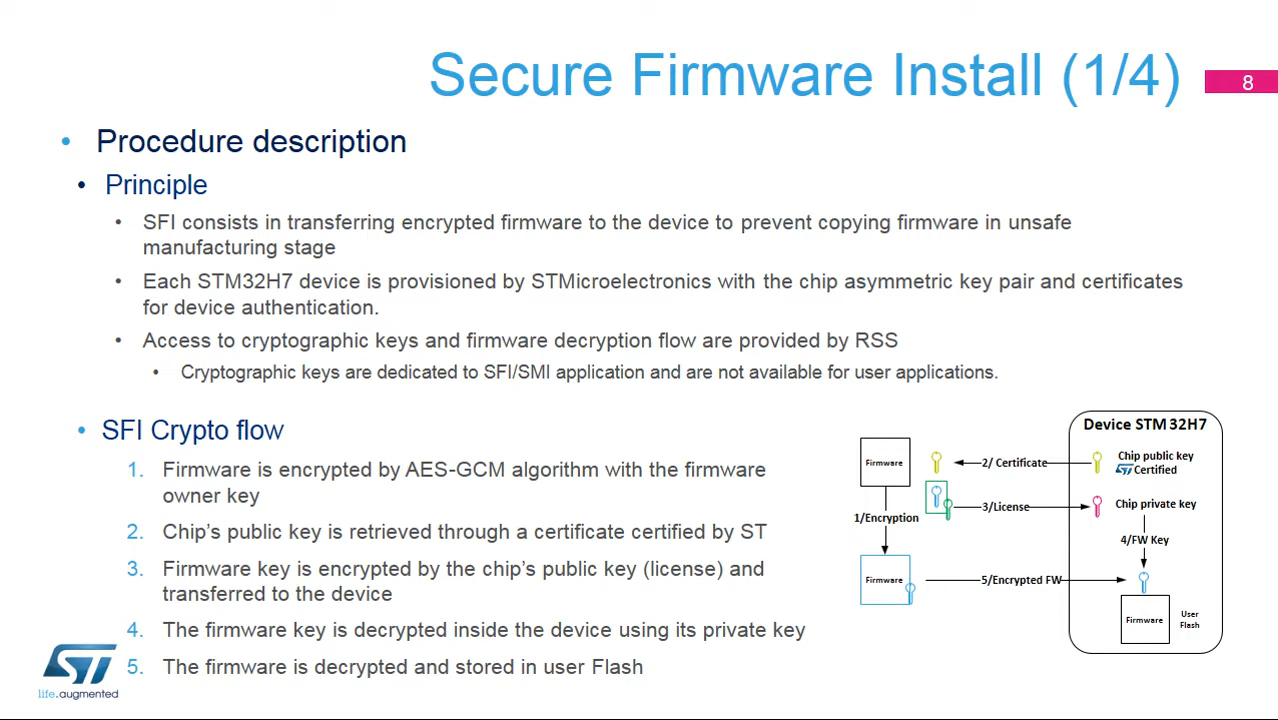 Secure Firmware Install (1/4)
8
• Procedure description
• Principle
• SFI consists in transferring encrypted firmware to the device to prevent copying firmware in unsafe
manufacturing stage
• Each STM32H7 device is provisioned by STMicroelectronics with the chip asymmetric key pair and certificates
for device authentication.
• Access to cryptographic keys and firmware decryption flow are provided by RSS
• Cryptographic keys are dedicated to SFI/SMI application and are not available for user applications.
• SFI Crypto flow
1. Firmware is encrypted by AES-GCM algorithm with the firmware
owner key
2. Chip's public key is retrieved through a certificate certified by ST
3. Firmware key is encrypted by the chip's public key (license) and
transferred to the device
4. The firmware key is decrypted inside the device using its private key
5. The firmware is decrypted and stored in user Flash
Device STM32H7
Firmware
2/ Certificate
Chip public key
ST Certified
3/License
Chip private key
1/Encryption
4/FW Key
Firmware
5/Encrypted FW
Firmware
User
Flash
ST
life.augmented